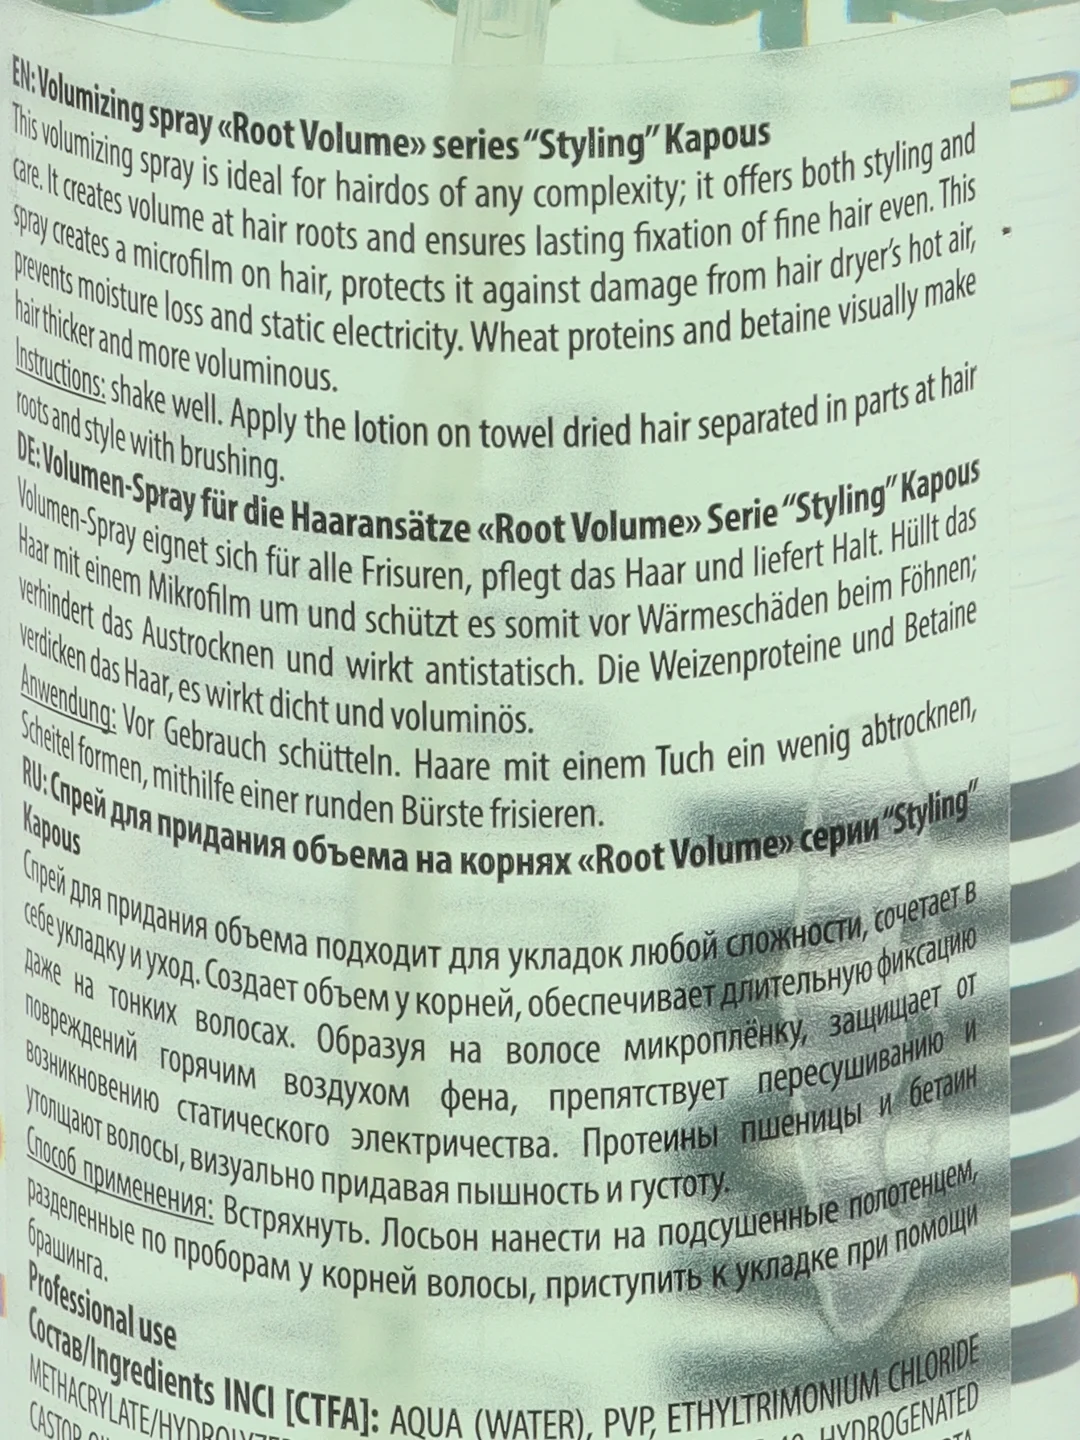 EN: Volumizing spray «Root Volume» series “Styling” Kapous
This volumizing spray is ideal for hairdos of any complexity; it offers both styling and
care. It creates volume at hair roots and ensures lasting fixation of fine hair even. This
spray creates a microfilm on hair, protects it against damage from hair dryer’s hot air,
prevents moisture loss and static electricity. Wheat proteins and betaine visually make
hair thicker and more voluminous.
Instructions: shake well. Apply the lotion on towel dried hair separated in parts at hair
roots and style with brushing.
DE: Volumen-Spray für die Haaransätze «Root Volume» Serie “Styling” Kapous
Volumen-Spray eignet sich für alle Frisuren, pflegt das Haar und liefert Halt. Hüllt das
Haar mit einem Mikrofilm um und schützt es somit vor Wärmeschäden beim Föhnen;
verhindert das Austrocknen und wirkt antistatisch. Die Weizenproteine und Betaine
verdicken das Haar, es wirkt dicht und voluminös.
Anwendung: Vor Gebrauch schütteln. Haare mit einem Tuch ein wenig abtrocknen,
Scheitel formen, mithilfe einer runden Bürste frisieren.
RU: Спрей для придания объема на корнях «Root Volume» серии “Styling”
Kapous
Спрей для придания объема подходит для укладок любой сложности, сочетает в
себе укладку и уход. Создает объем у корней, обеспечивает длительную фиксацию
даже на тонких волосах. Образуя на волосе микроплёнку, защищает от
повреждений горячим воздухом фена, препятствует пересушиванию и
возникновению статического электричества. Протеины пшеницы и бетаин
утолщают волосы, визуально придавая пышность и густоту.
Способ применения: Встряхнуть. Лосьон нанести на подсушенные полотенцем,
разделенные по проборам у корней волосы, приступить к укладке при помощи
брашинга.
Professional use
Состав/Ingredients INCI [CTFA]: AQUA (WATER), PVP, ETHYLTRIMONIUM CHLORIDE
METHACRYLATE/ HYDROGENATED
CASTOR